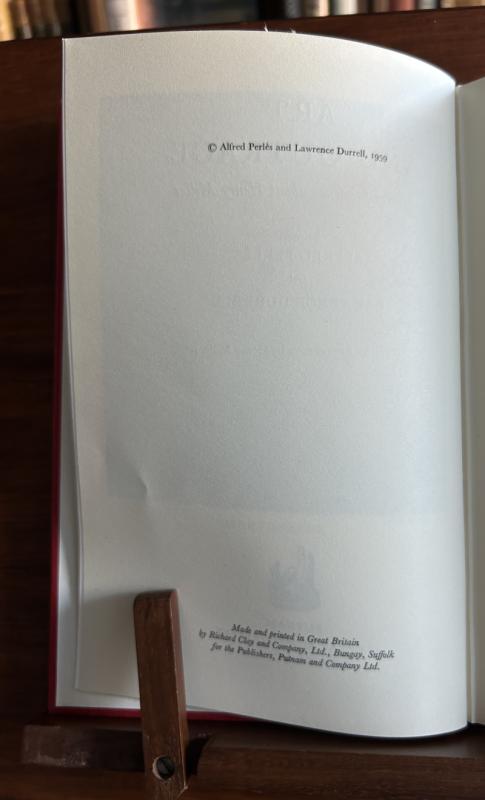 © Alfred Perlès and Lawrence Durrell, 1959
Made and printed in Great Britain
by Richard Clay and Company, Ltd., Bungay, Suffolk
for the Publishers, Putnam and Company Ltd.